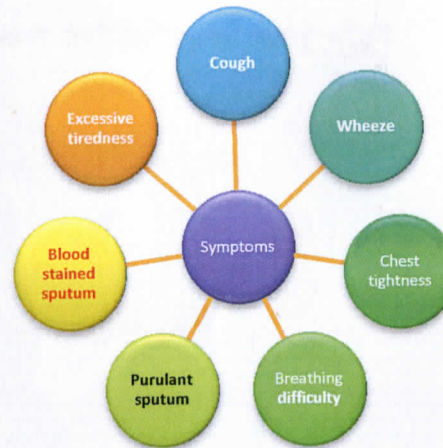 Cough
Wheeze
Chest
tightness
Breathing
difficulty
Purulant
sputum
Blood
stained
sputum
Excessive
tiredness
Symptoms